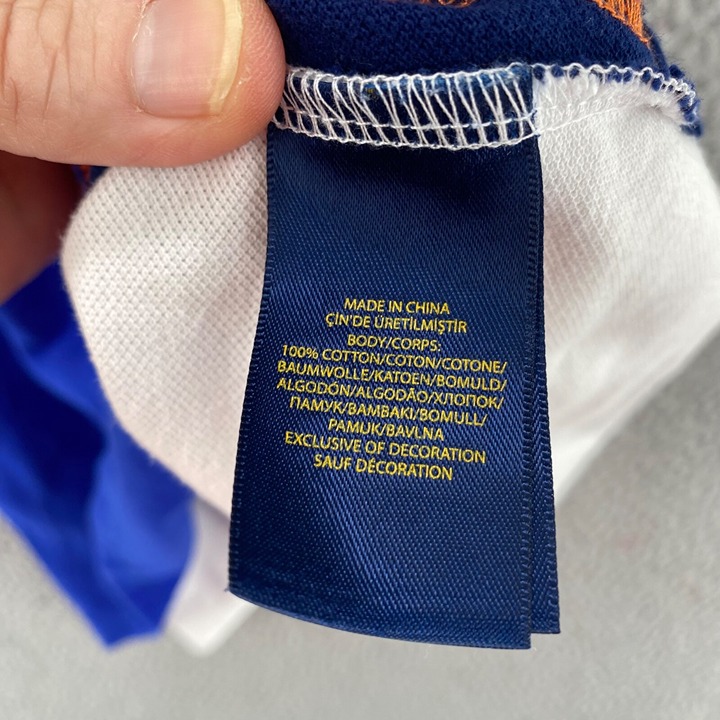 MADE IN CHINA
ÇİN'DE ÜRETİLMİŞTİR
BODY/CORPS:
100% COTTON/COTON/COTONE/
BAUMWOLLE/KATOEN/BOMULD/
ALGODÓN/ALGODÃO/ХЛОПОК/
ПАМУК/BAMBAKI/BOMULL/
PAMUK/BAVLNA
EXCLUSIVE OF DECORATION
SAUF DÉCORATION